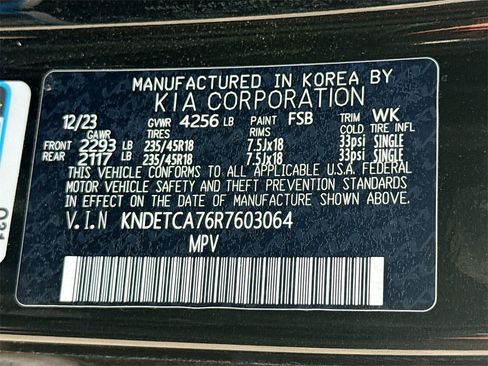 MANUFACTURED IN KOREA BY
KIA CORPORATION
12/23 GVWR 4256 LB PAINT FSB TRIM WK
GAWR TIRES RIMS COLD TIRE INFL
FRONT 2293 LB 235/45R18 7.5Jx18 33psi SINGLE
REAR 2117 LB 235/45R18 7.5Jx18 33psi SINGLE
THIS VEHICLE CONFORMS TO ALL APPLICABLE U.S.A. FEDERAL
MOTOR VEHICLE SAFETY AND THEFT PREVENTION STANDARDS
IN EFFECT ON THE DATE OF MANUFACTURE SHOWN ABOVE.
V.I.N KNDETCA76R7603064
MPV